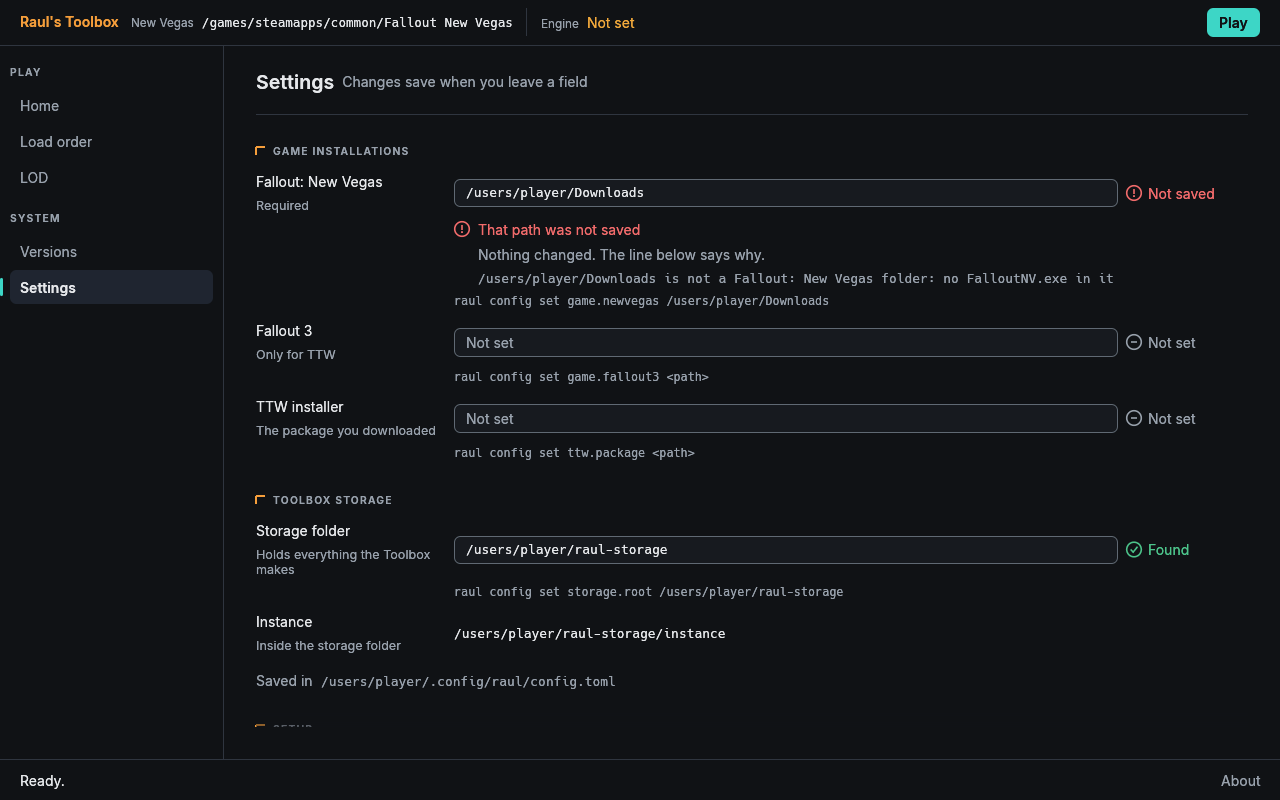 Raul's Toolbox New Vegas /games/steamapps/common/Fallout New Vegas Engine Not set Play
PLAY
Home
Load order
LOD
SYSTEM
Versions
Settings
Settings Changes save when you leave a field
GAME INSTALLATIONS
Fallout: New Vegas
Required
/users/player/Downloads
Not saved
That path was not saved
Nothing changed. The line below says why.
/users/player/Downloads is not a Fallout: New Vegas folder: no FalloutNV.exe in it
raul config set game.newvegas /users/player/Downloads
Fallout 3
Only for TTW
Not set
Not set
raul config set game.fallout3 <path>
TTW installer
The package you downloaded
Not set
Not set
raul config set ttw.package <path>
TOOLBOX STORAGE
Storage folder
Holds everything the Toolbox
makes
/users/player/raul-storage
Found
raul config set storage.root /users/player/raul-storage
Instance
Inside the storage folder
/users/player/raul-storage/instance
Saved in /users/player/.config/raul/config.toml
Ready.
About